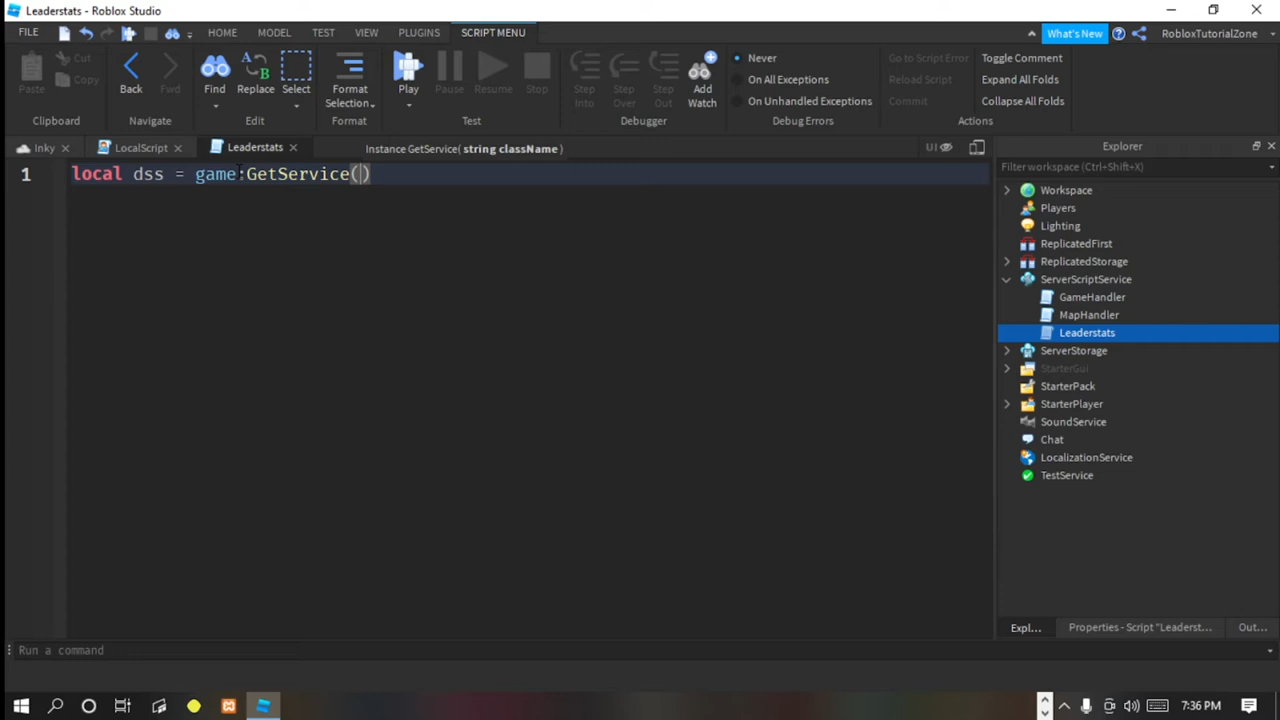 Leaderstats - Roblox Studio
FILE
HOME
MODEL
TEST
VIEW
PLUGINS
SCRIPT MENU
What's New
RobloxTutorialZone
Paste
Cut
Copy
Clipboard
Back
Fwd
Navigate
Find
Replace
Select
Edit
Format
Selection
Format
Play
Pause
Resume
Stop
Test
Step
Into
Step
Over
Step
Out
Add
Watch
Debugger
Never
On All Exceptions
On Unhandled Exceptions
Debug Errors
Go to Script Error
Reload Script
Commit
Toggle Comment
Expand All Folds
Collapse All Folds
Actions
Inky
LocalScript
Leaderstats
Instance GetService( string className )
UI
1 local dss = game:GetService()
Explorer
Filter workspace (Ctrl+Shift+X)
Workspace
Players
Lighting
ReplicatedFirst
ReplicatedStorage
ServerScriptService
GameHandler
MapHandler
Leaderstats
ServerStorage
StarterGui
StarterPack
StarterPlayer
SoundService
Chat
LocalizationService
TestService
Expl...
Properties - Script "Leaderst...
Out...
Run a command
7:36 PM